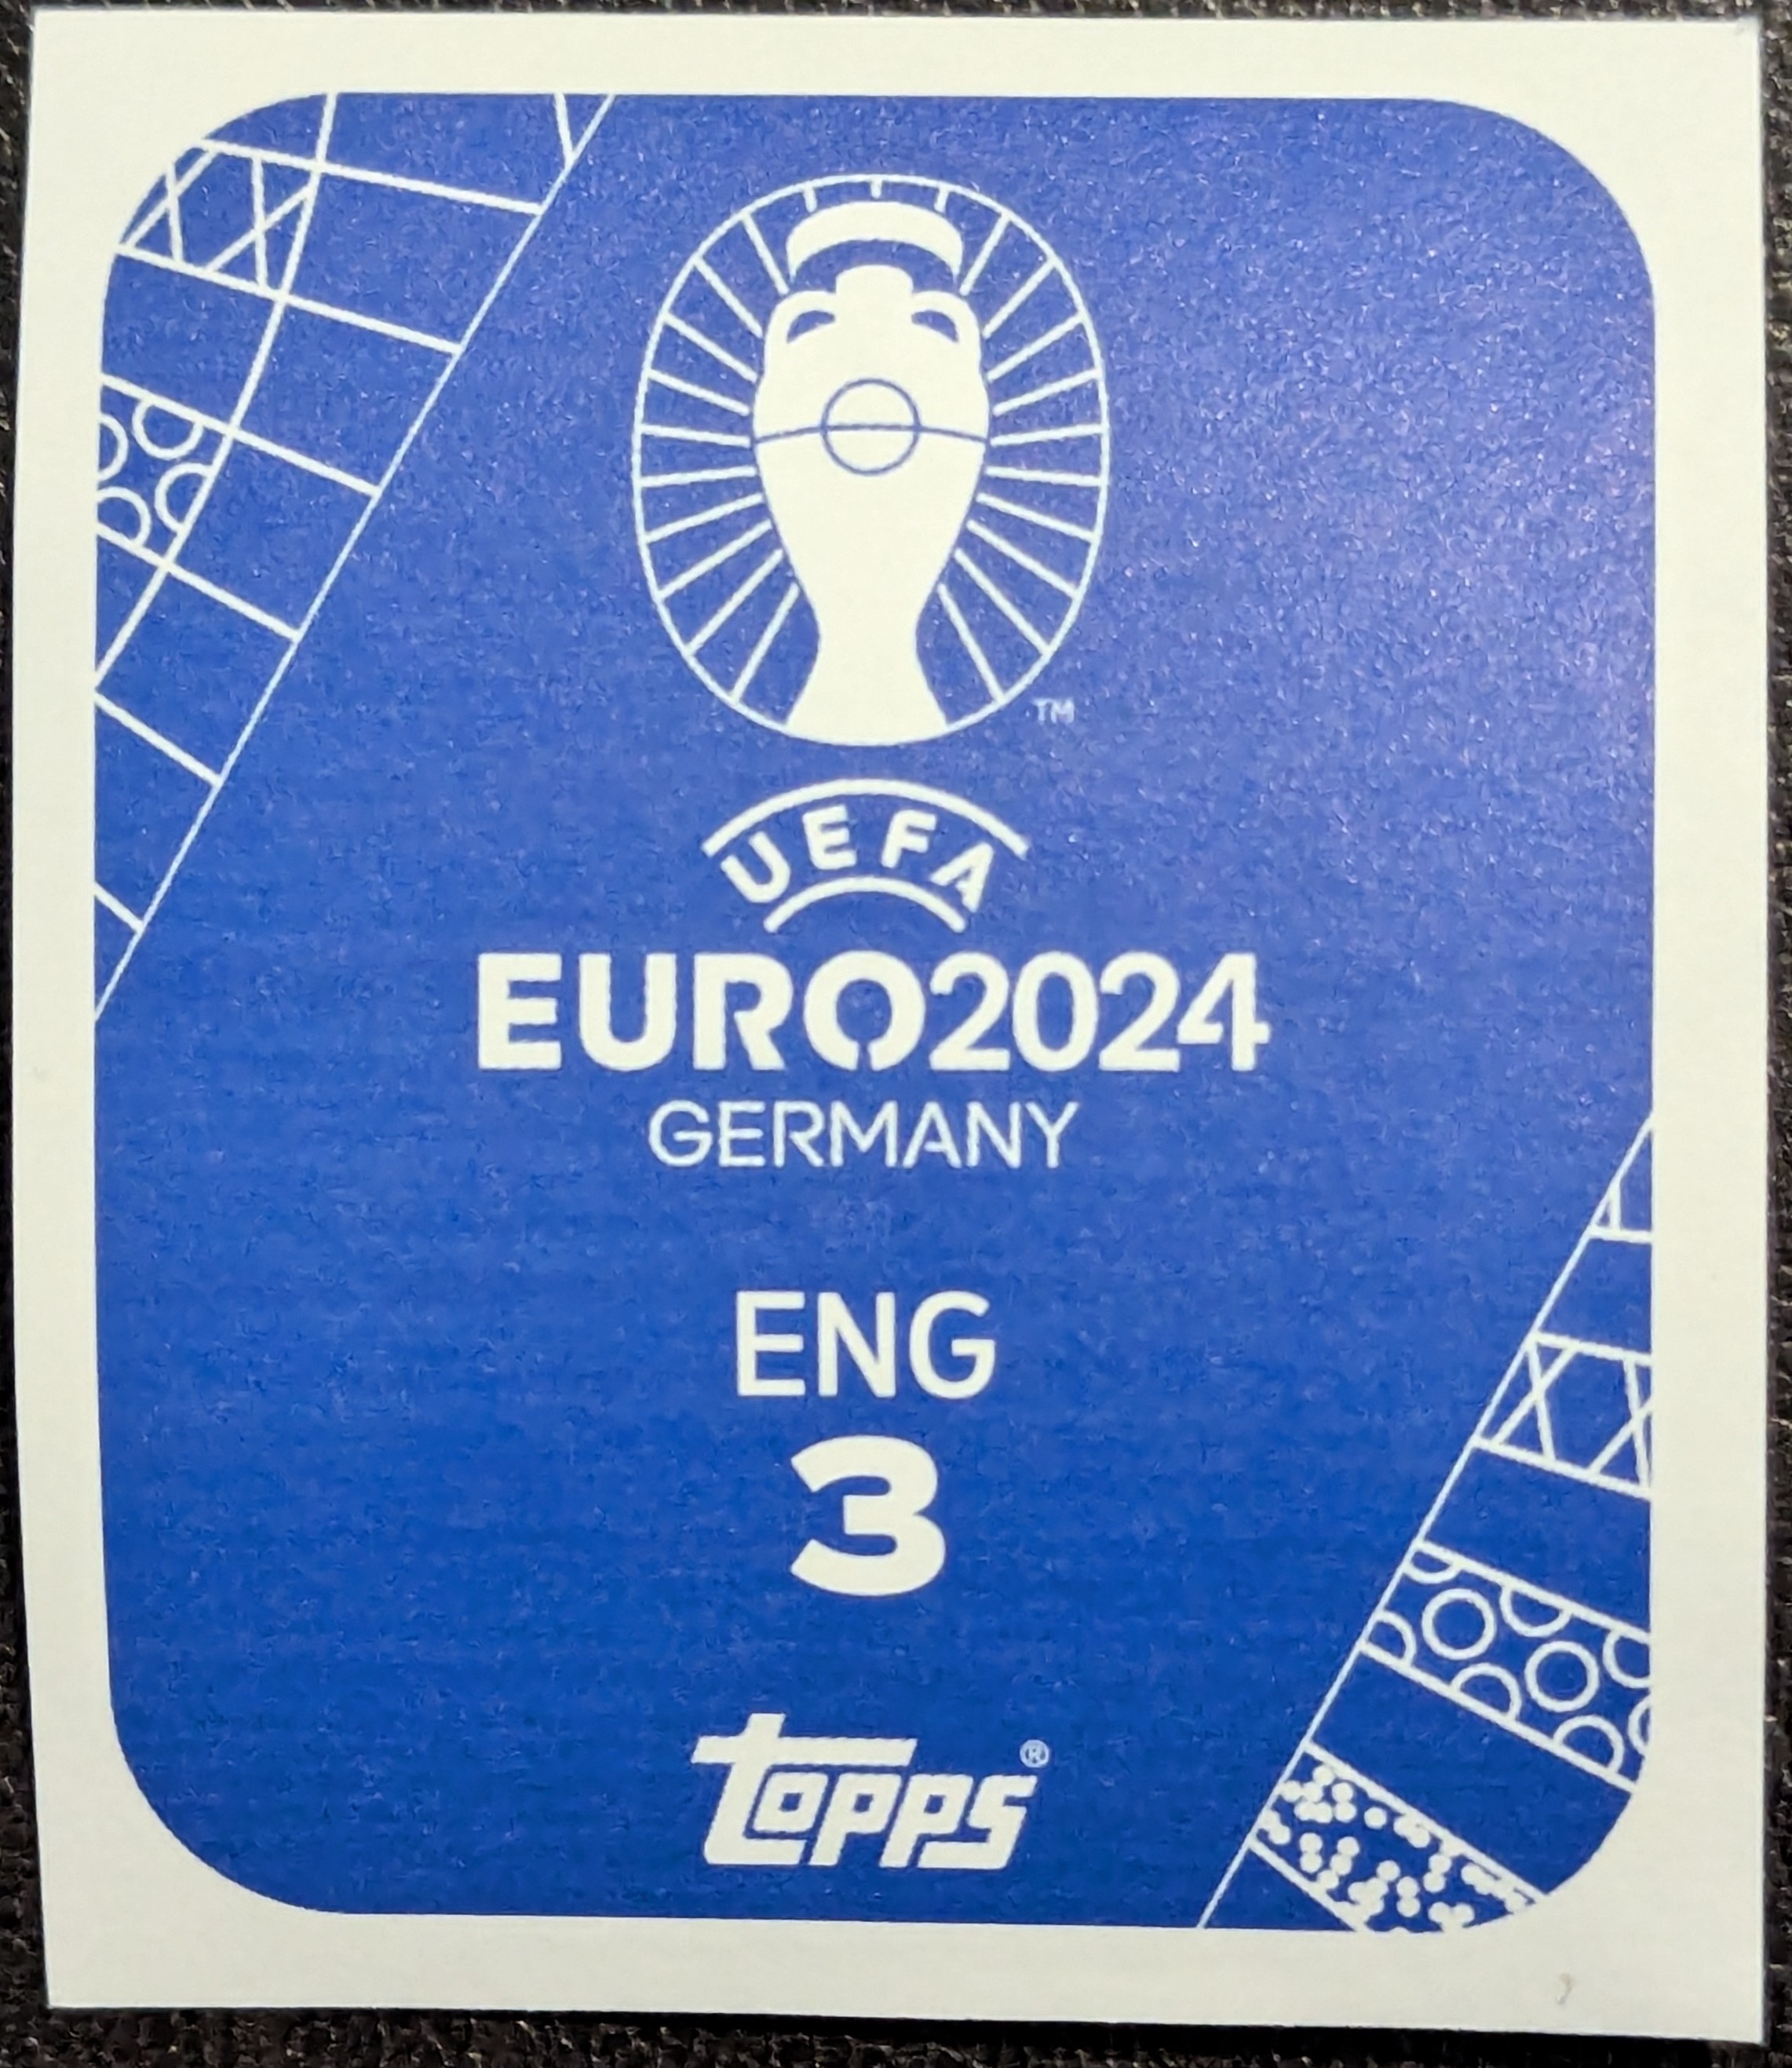 TM
UEFA
EURO2024
GERMANY
ENG
3
topps®